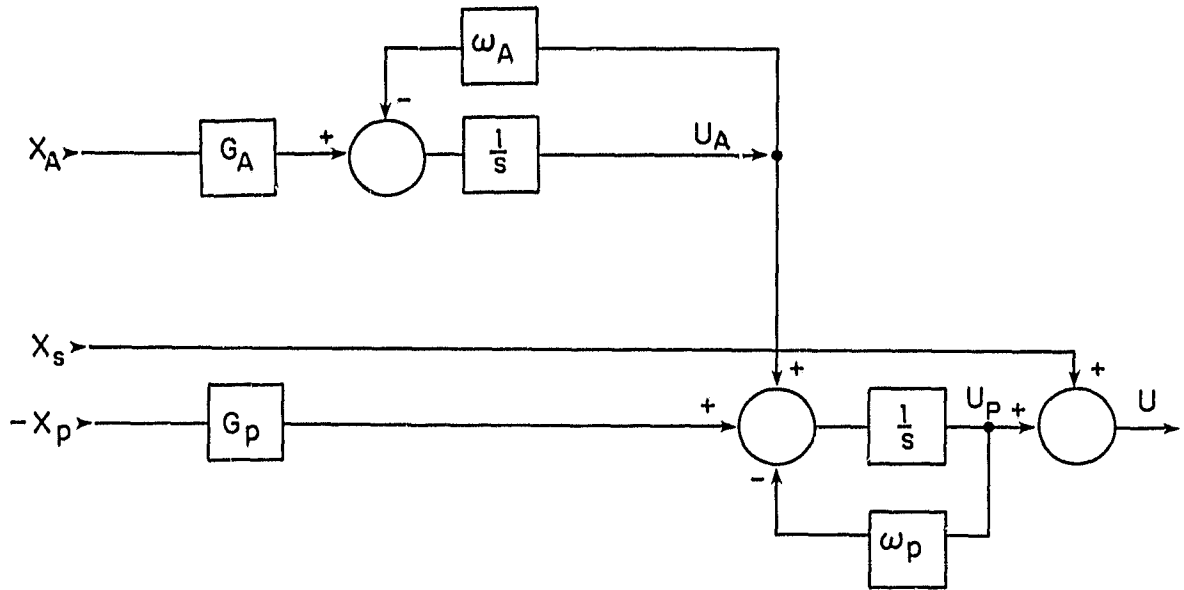 ω_A
-
X_A
G_A
+
1/s
U_A
X_s
+
+
-X_p
G_p
+
1/s
U_p
+
U
-
ω_p